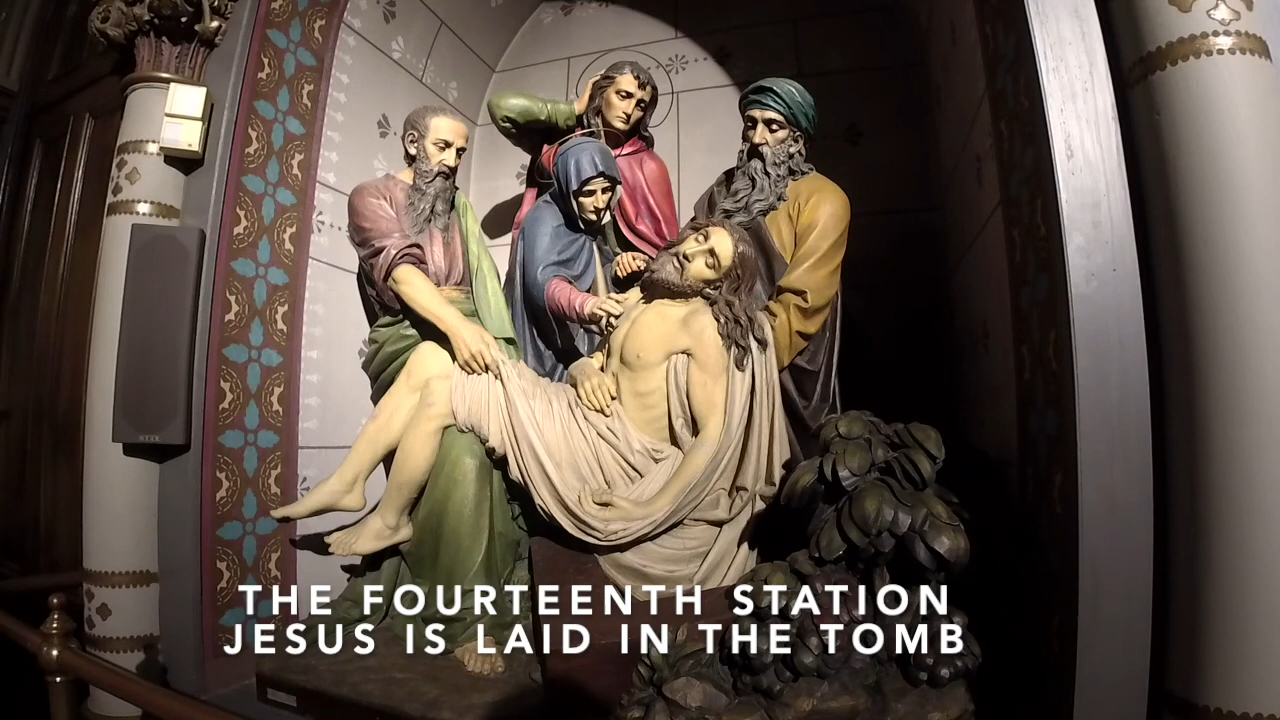 THE FOURTEENTH STATION
JESUS IS LAID IN THE TOMB